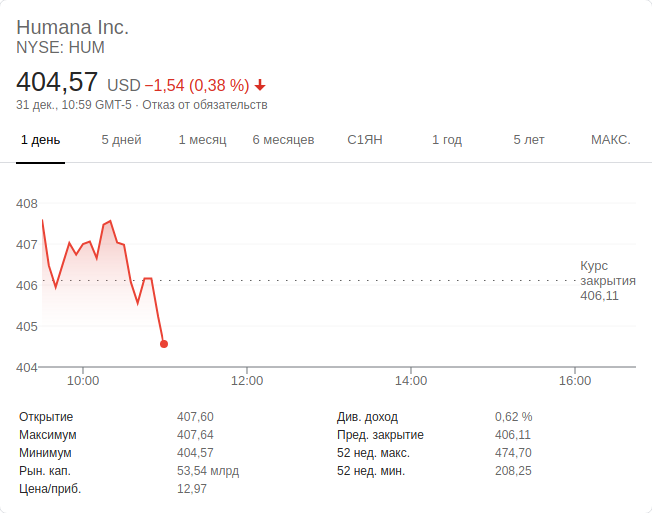 Humana Inc.
NYSE: HUM
404,57 USD −1,54 (0,38 %)
31 дек., 10:59 GMT-5 · Отказ от обязательств
1 день 5 дней 1 месяц 6 месяцев С1ЯН 1 год 5 лет МАКС.
408
407
406
405
404
Курс
закрытия
406,11
10:00 12:00 14:00 16:00
Открытие 407,60 Див. доход 0,62 %
Максимум 407,64 Пред. закрытие 406,11
Минимум 404,57 52 нед. макс. 474,70
Рын. кап. 53,54 млрд 52 нед. мин. 208,25
Цена/приб. 12,97